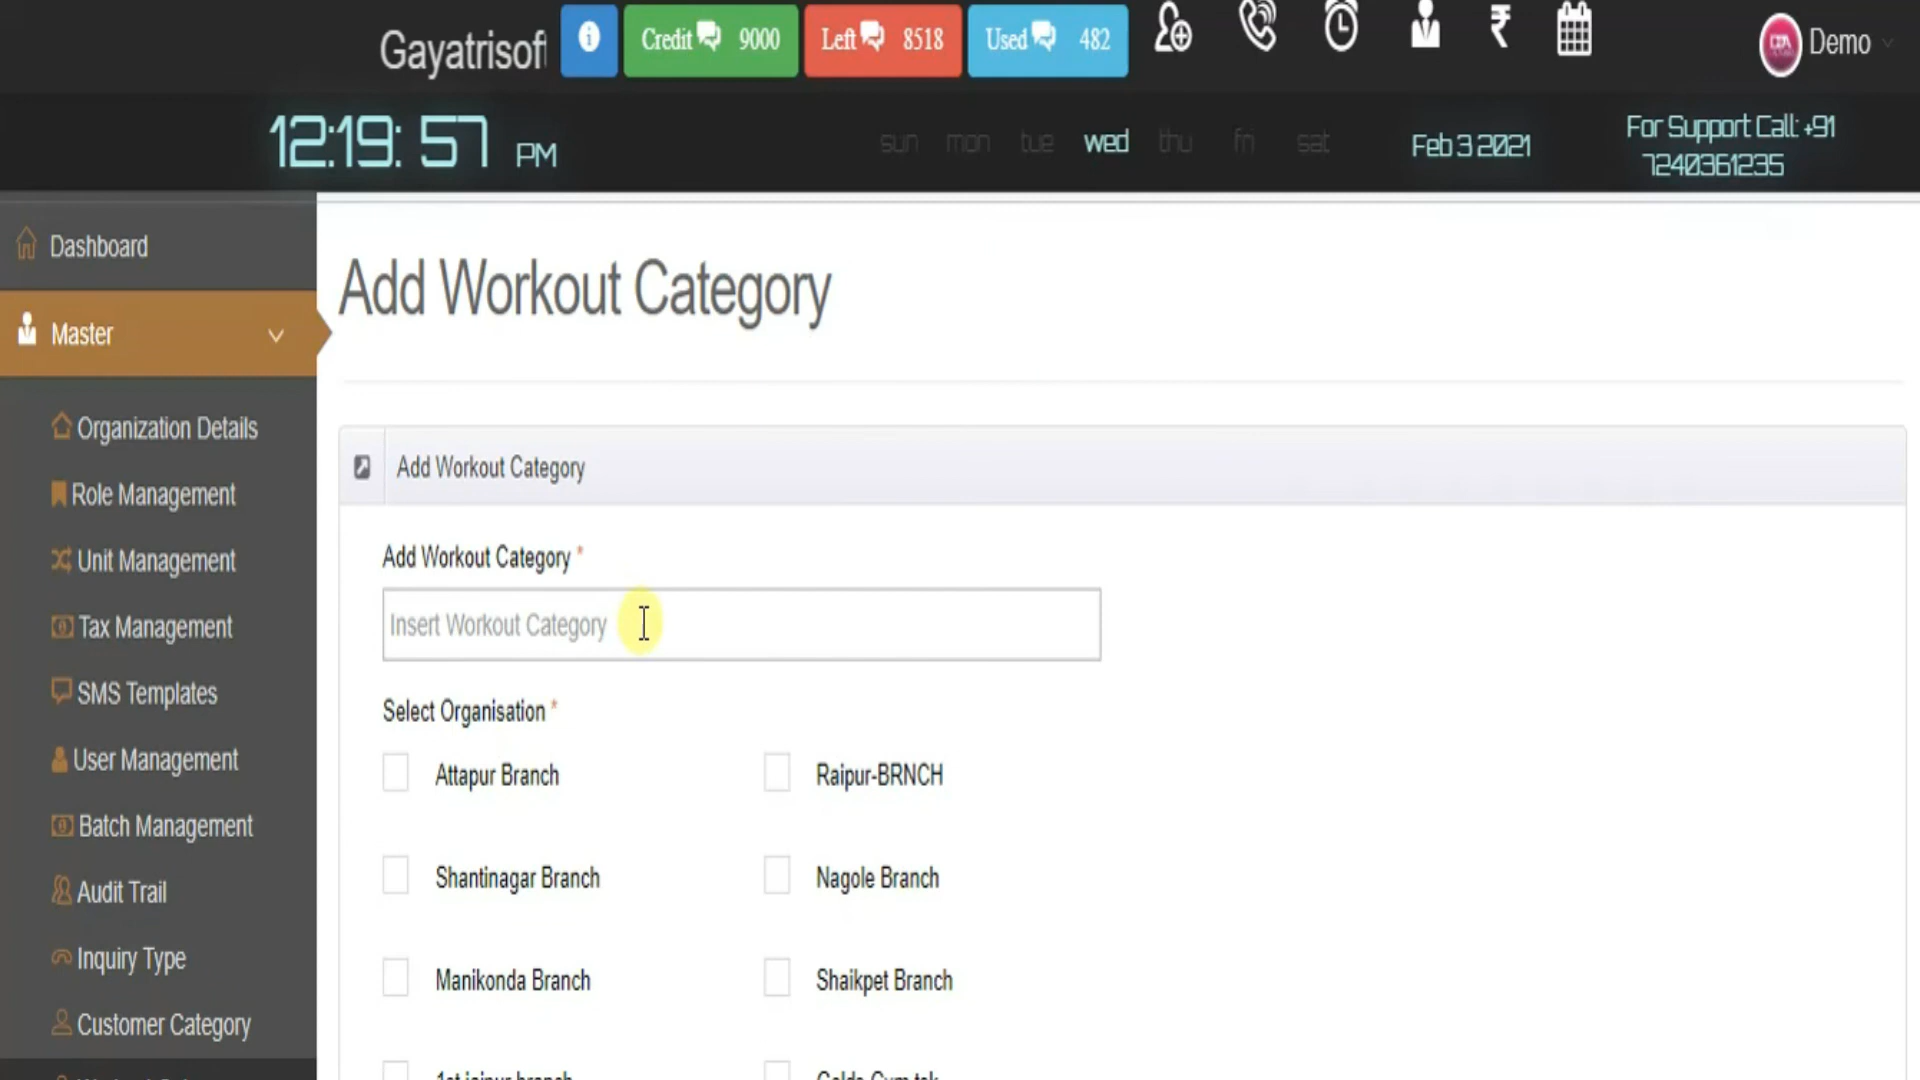 Gayatrisoft
Credit 9000
Left 8518
Used 482
Demo
12:19: 57 PM
sun mon tue wed thu fri sat
Feb 3 2021
For Support Call: +91
7240361235
Dashboard
Master
Organization Details
Role Management
Unit Management
Tax Management
SMS Templates
User Management
Batch Management
Audit Trail
Inquiry Type
Customer Category
Add Workout Category
Add Workout Category
Add Workout Category *
Insert Workout Category
Select Organisation *
Attapur Branch
Raipur-BRNCH
Shantinagar Branch
Nagole Branch
Manikonda Branch
Shaikpet Branch
1st jaipur branch